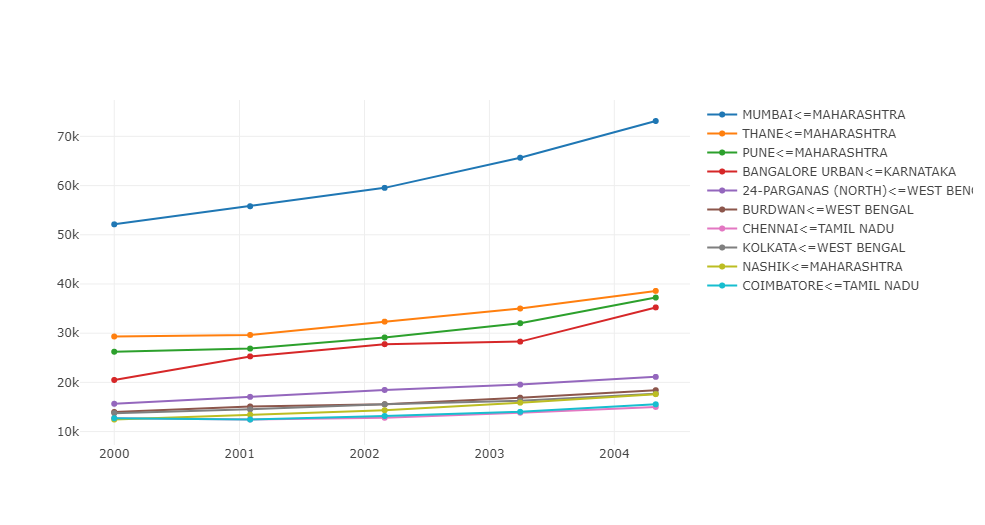 70k
60k
50k
40k
30k
20k
10k
2000 2001 2002 2003 2004
MUMBAI<=MAHARASHTRA
THANE<=MAHARASHTRA
PUNE<=MAHARASHTRA
BANGALORE URBAN<=KARNATAKA
24-PARGANAS (NORTH)<=WEST BENG
BURDWAN<=WEST BENGAL
CHENNAI<=TAMIL NADU
KOLKATA<=WEST BENGAL
NASHIK<=MAHARASHTRA
COIMBATORE<=TAMIL NADU